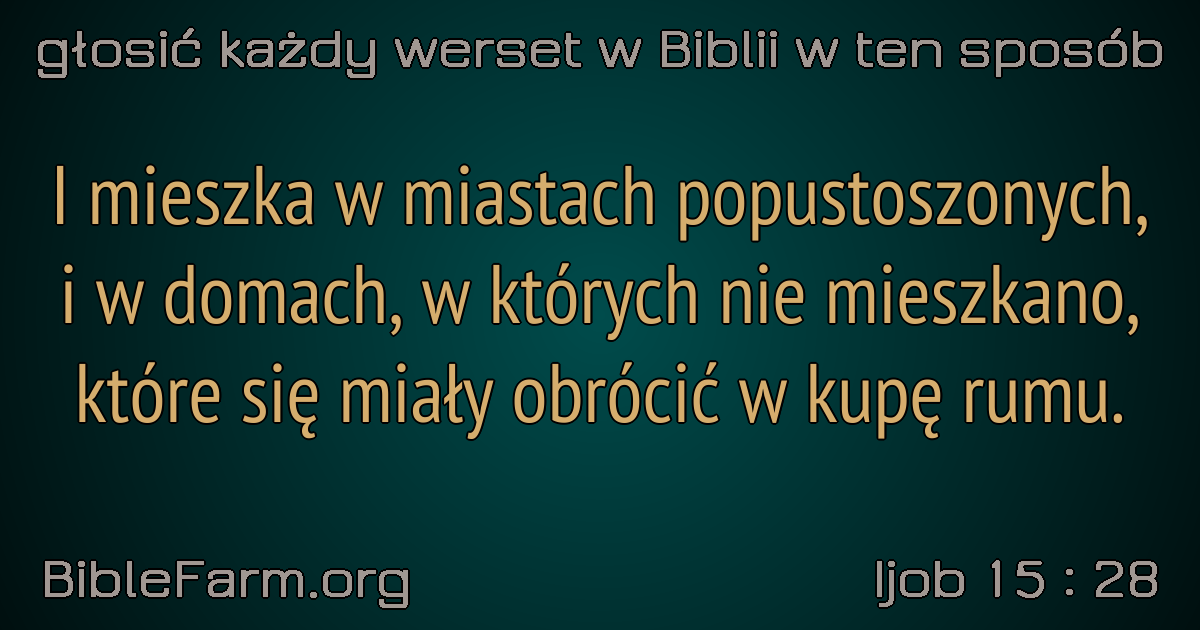 głosić każdy werset w Biblii w ten sposób
I mieszka w miastach popustoszonych,
i w domach, w których nie mieszkano,
które się miały obrócić w kupę rumu.
BibleFarm.org
Ijob 15 : 28